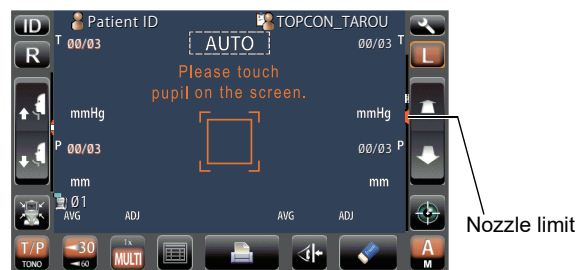 ID Patient ID TOPCON_TAROU
R T 00/03 AUTO 00/03 T L
Please touch
pupil on the screen.
mmHg mmHg
P 00/03 00/03 P
mm mm
01
AVG ADJ AVG ADJ
Nozzle limit
T/P TONO 30 60 1x MULTI A M